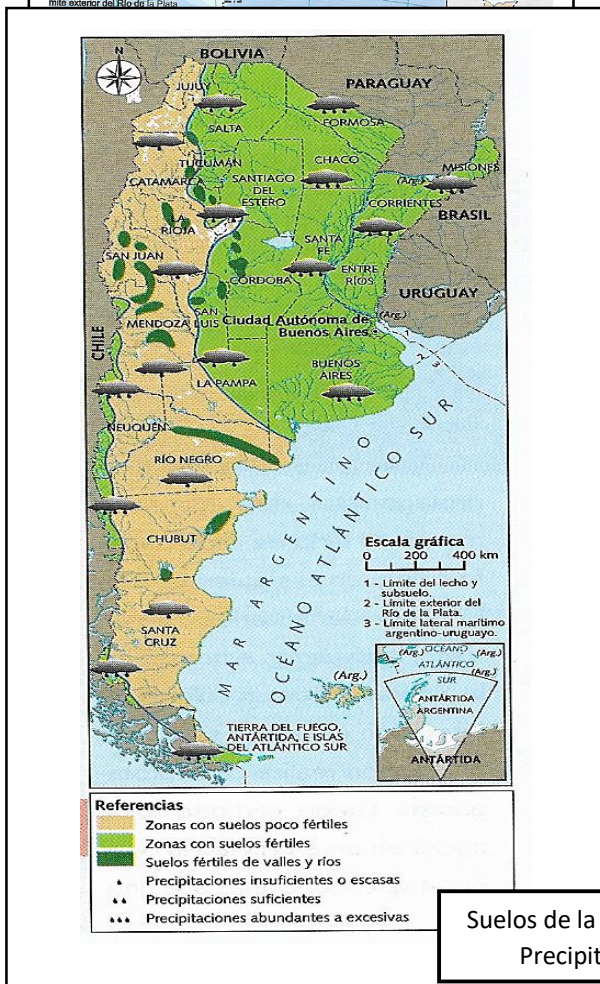 mite exterior del Río de la Plata
N
BOLIVIA
PARAGUAY
JUJUY
SALTA
FORMOSA
TUCUMÁN
CHACO
MISIONES
CATAMARCA
SANTIAGO
DEL
ESTERO
(Arg.)
CORRIENTES
BRASIL
LA
RIOJA
SANTA
FE
SAN JUAN
CÓRDOBA
ENTRE
RÍOS
URUGUAY
SAN
LUIS
MENDOZA
Ciudad Autónoma de
Buenos Aires
(Arg.)
1
2
3
CHILE
BUENOS
AIRES
LA PAMPA
NEUQUÉN
RÍO NEGRO
MAR ARGENTINO
OCÉANO ATLÁNTICO SUR
CHUBUT
Escala gráfica
0 200 400 km
1 - Límite del lecho y
subsuelo.
2 - Límite exterior del
Río de la Plata.
3 - Límite lateral marítimo
argentino-uruguayo.
SANTA
CRUZ
(Arg.)
(Arg.) OCÉANO (Arg.)
ATLÁNTICO
(Arg.)
SUR
ANTÁRTIDA
ARGENTINA
ANTÁRTIDA
TIERRA DEL FUEGO,
ANTÁRTIDA, E ISLAS
DEL ATLÁNTICO SUR
Referencias
Zonas con suelos poco fértiles
Zonas con suelos fértiles
Suelos fértiles de valles y ríos
Precipitaciones insuficientes o escasas
Precipitaciones suficientes
Precipitaciones abundantes a excesivas
Suelos de la
Precipit